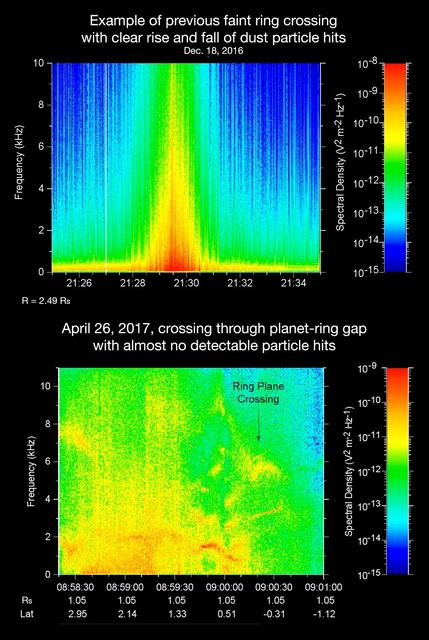 Example of previous faint ring crossing
with clear rise and fall of dust particle hits
Dec. 18, 2016
Frequency (kHz)
10
8
6
4
2
0
21:26 21:28 21:30 21:32 21:34
R = 2.49 Rs
Spectral Density (V2 m-2 Hz-1)
10-8
10-9
10-10
10-11
10-12
10-13
10-14
10-15
April 26, 2017, crossing through planet-ring gap
with almost no detectable particle hits
Frequency (kHz)
10
8
6
4
2
0
Ring Plane
Crossing
08:58:30 08:59:00 08:59:30 09:00:00 09:00:30 09:01:00
Rs 1.05 1.05 1.05 1.05 1.05 1.05
Lat 2.95 2.14 1.33 0.51 -0.31 -1.12
Spectral Density (V2 m-2 Hz-1)
10-9
10-10
10-11
10-12
10-13
10-14
10-15